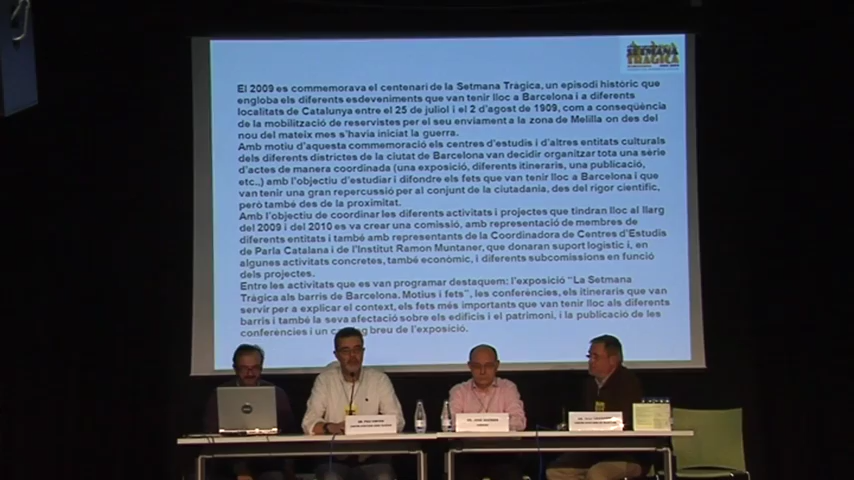 SETMANA
TRÀGICA
El 2009 es commemorava el centenari de la Setmana Tràgica, un episodi històric que
engloba els diferents esdeveniments que van tenir lloc a Barcelona i a diferents
localitats de Catalunya entre el 25 de juliol i el 2 d'agost de 1909, com a conseqüència
de la mobilització de reservistes per el seu enviament a la zona de Melilla on des del
nou del mateix mes s'havia iniciat la guerra.
Amb motiu d'aquesta commemoració els centres d'estudis i d'altres entitats culturals
dels diferents districtes de la ciutat de Barcelona van decidir organitzar tota una sèrie
d'actes de manera coordinada (una exposició, diferents itineraris, una publicació,
etc.,) amb l'objectiu d'estudiar i difondre els fets que van tenir lloc a Barcelona i que
van tenir una gran repercussió per al conjunt de la ciutadania, des del rigor científic,
però també des de la proximitat.
Amb l'objectiu de coordinar les diferents activitats i projectes que tindran lloc al llarg
del 2009 i del 2010 es va crear una comissió, amb representació de membres de
diferents entitats i també amb representants de la Coordinadora de Centres d'Estudis
de Parla Catalana i de l'Institut Ramon Muntaner, que donaran suport logístic i, en
algunes activitats concretes, també econòmic, i diferents subcomissions en funció
dels projectes.
Entre les activitats que es van programar destaquem: l'exposició "La Setmana
Tràgica als barris de Barcelona. Motius i fets", les conferències, els itineraris que van
servir per a explicar el context, els fets més importants que van tenir lloc als diferents
barris i també la seva afectació sobre els edificis i el patrimoni, i la publicació de les
conferències i un breu de l'exposició.